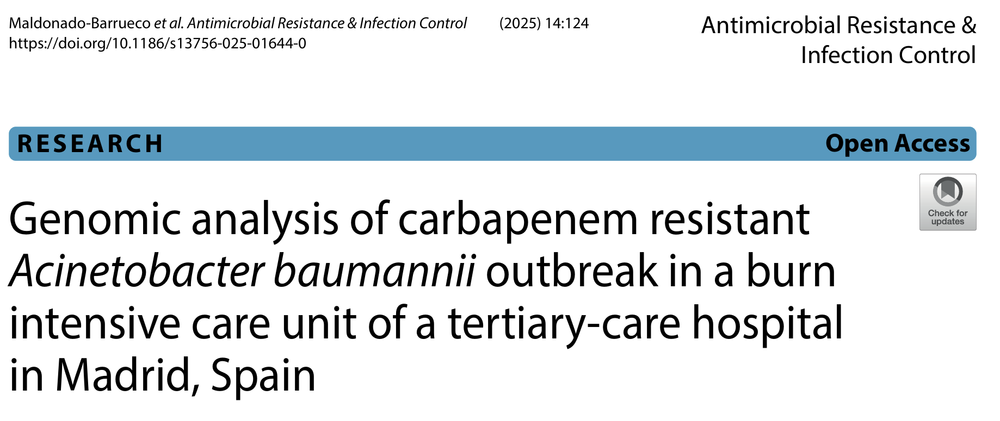 Maldonado-Barrueco et al. Antimicrobial Resistance & Infection Control (2025) 14:124
https://doi.org/10.1186/s13756-025-01644-0
Antimicrobial Resistance &
Infection Control
RESEARCH Open Access
Check for
updates
Genomic analysis of carbapenem resistant
Acinetobacter baumannii outbreak in a burn
intensive care unit of a tertiary-care hospital
in Madrid, Spain